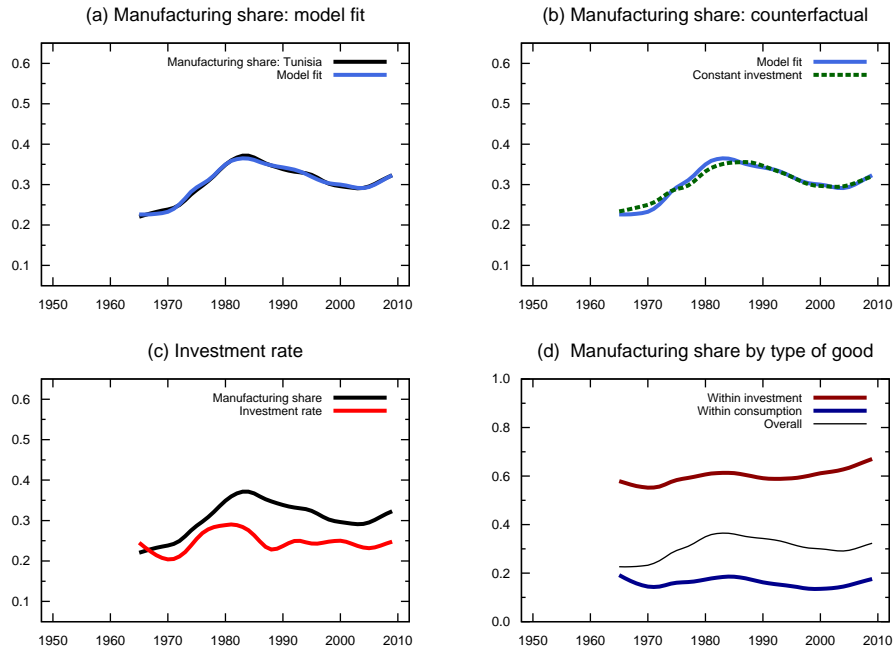 (a) Manufacturing share: model fit
0.6
0.5
0.4
0.3
0.2
0.1
Manufacturing share: Tunisia
Model fit
1950 1960 1970 1980 1990 2000 2010
(b) Manufacturing share: counterfactual
0.6
0.5
0.4
0.3
0.2
0.1
Model fit
Constant investment
1950 1960 1970 1980 1990 2000 2010
(c) Investment rate
0.6
0.5
0.4
0.3
0.2
0.1
Manufacturing share
Investment rate
1950 1960 1970 1980 1990 2000 2010
(d) Manufacturing share by type of good
1.0
0.8
0.6
0.4
0.2
0.0
Within investment
Within consumption
Overall
1950 1960 1970 1980 1990 2000 2010